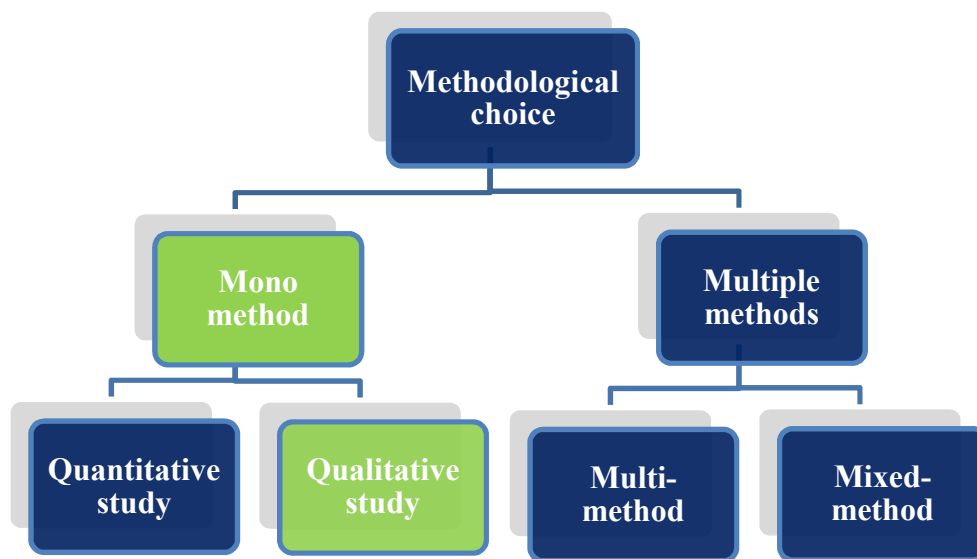 Methodological
choice
Mono
method
Multiple
methods
Quantitative
study
Qualitative
study
Multi-
method
Mixed-
method